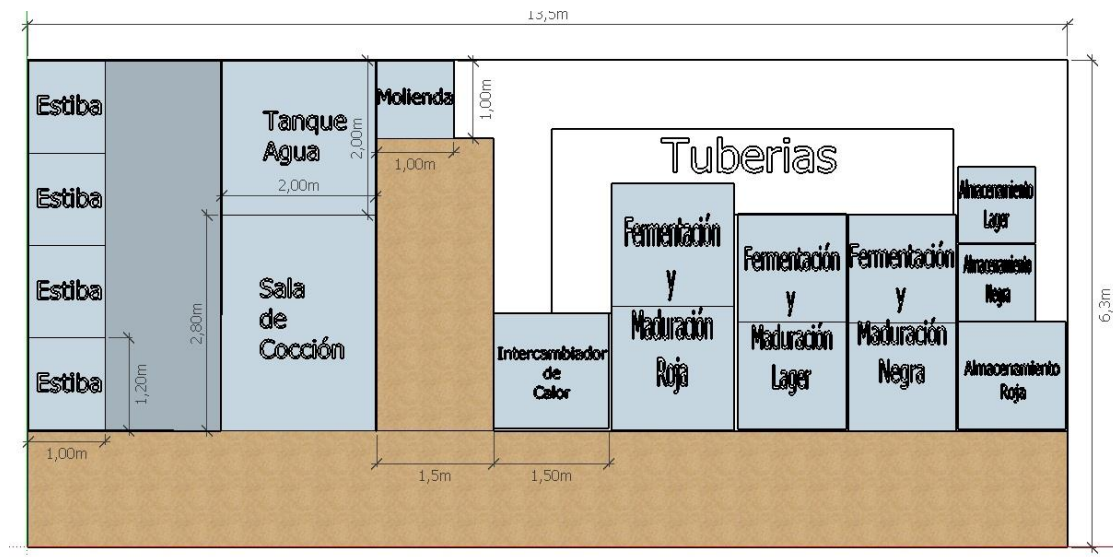 13,5m
Estiba
Estiba
Estiba
Estiba
1,20m
1,00m
Tanque
Agua
2,00m
2,00m
2,80m
Sala
de
Cocción
Molienda
1,00m
1,00m
1,5m
1,50m
Tuberias
Intercambiador
de
Calor
Fermentación
y
Maduración
Roja
Fermentación
y
Maduración
Lager
Fermentación
y
Maduración
Negra
Almacenamiento
Lager
Almacenamiento
Negra
Almacenamiento
Roja
6,3m